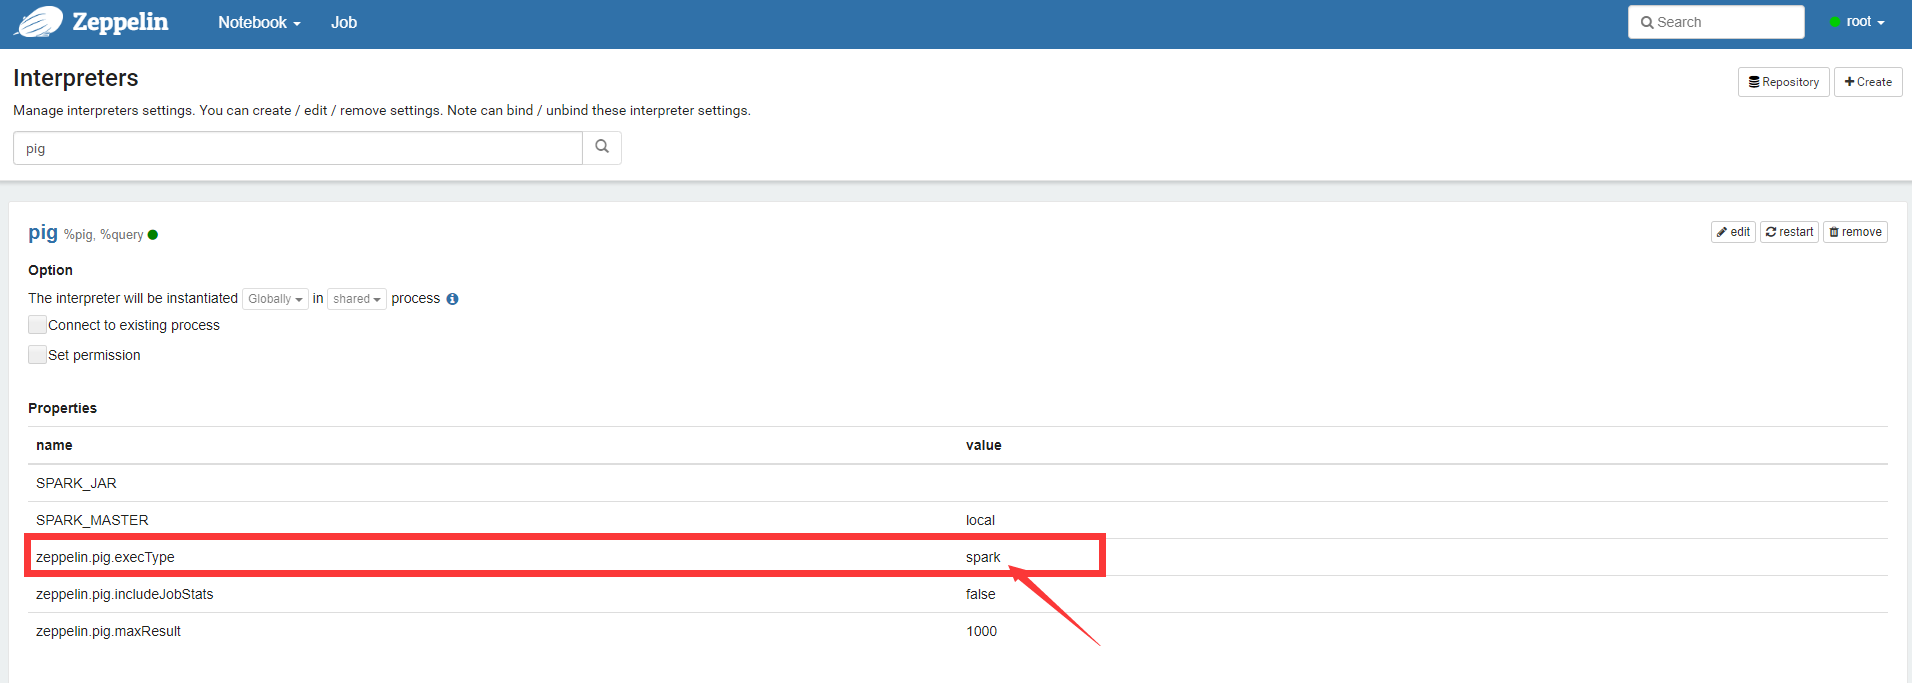 Zeppelin Notebook Job Search root
Interpreters
Repository Create
Manage interpreters settings. You can create / edit / remove settings. Note can bind / unbind these interpreter settings.
pig
pig %pig, %query
edit restart remove
Option
The interpreter will be instantiated Globally in shared process
Connect to existing process
Set permission
Properties
name value
SPARK_JAR
SPARK_MASTER local
zeppelin.pig.execType spark
zeppelin.pig.includeJobStats false
zeppelin.pig.maxResult 1000